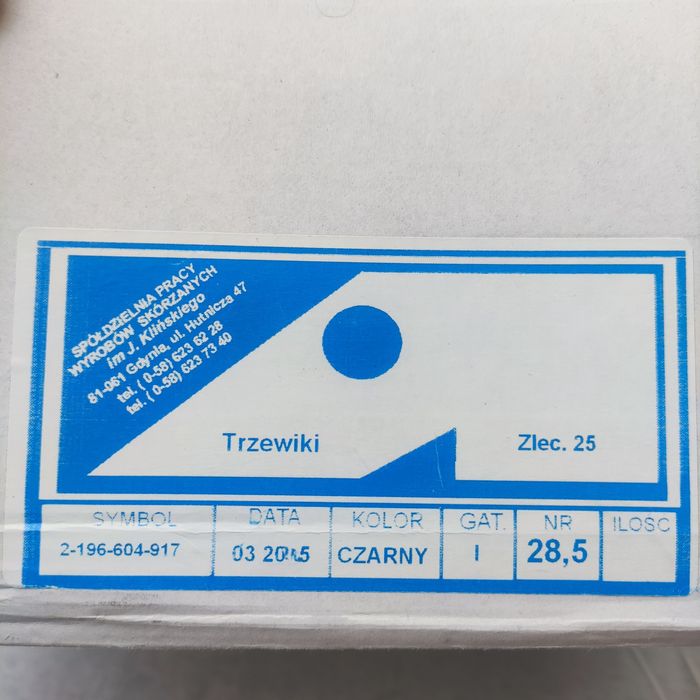 SPÓŁDZIELNIA PRACY
WYROBÓW SKÓRZANYCH
im J. Klińskiego
81-061 Gdynia, ul. Hutnicza 47
tel. ( 0-58) 623 62 28
tel. ( 0-58) 623 73 40
Trzewiki
Zlec. 25
SYMBOL DATA KOLOR GAT. NR ILOSC
2-196-604-917 03 CZARNY I 28,5